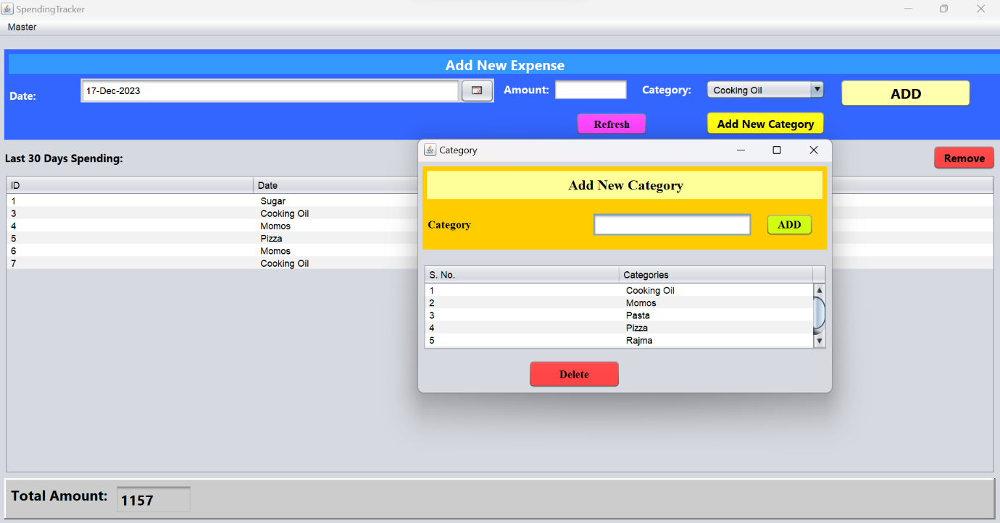 SpendingTracker
Master
Add New Expense
Date: 17-Dec-2023 Amount: Category: Cooking Oil ADD
Refresh Add New Category
Last 30 Days Spending: Remove
ID Date
1 Sugar
3 Cooking Oil
4 Momos
5 Pizza
6 Momos
7 Cooking Oil
Category
Add New Category
Category ADD
S. No. Categories
1 Cooking Oil
2 Momos
3 Pasta
4 Pizza
5 Rajma
Delete
Total Amount: 1157